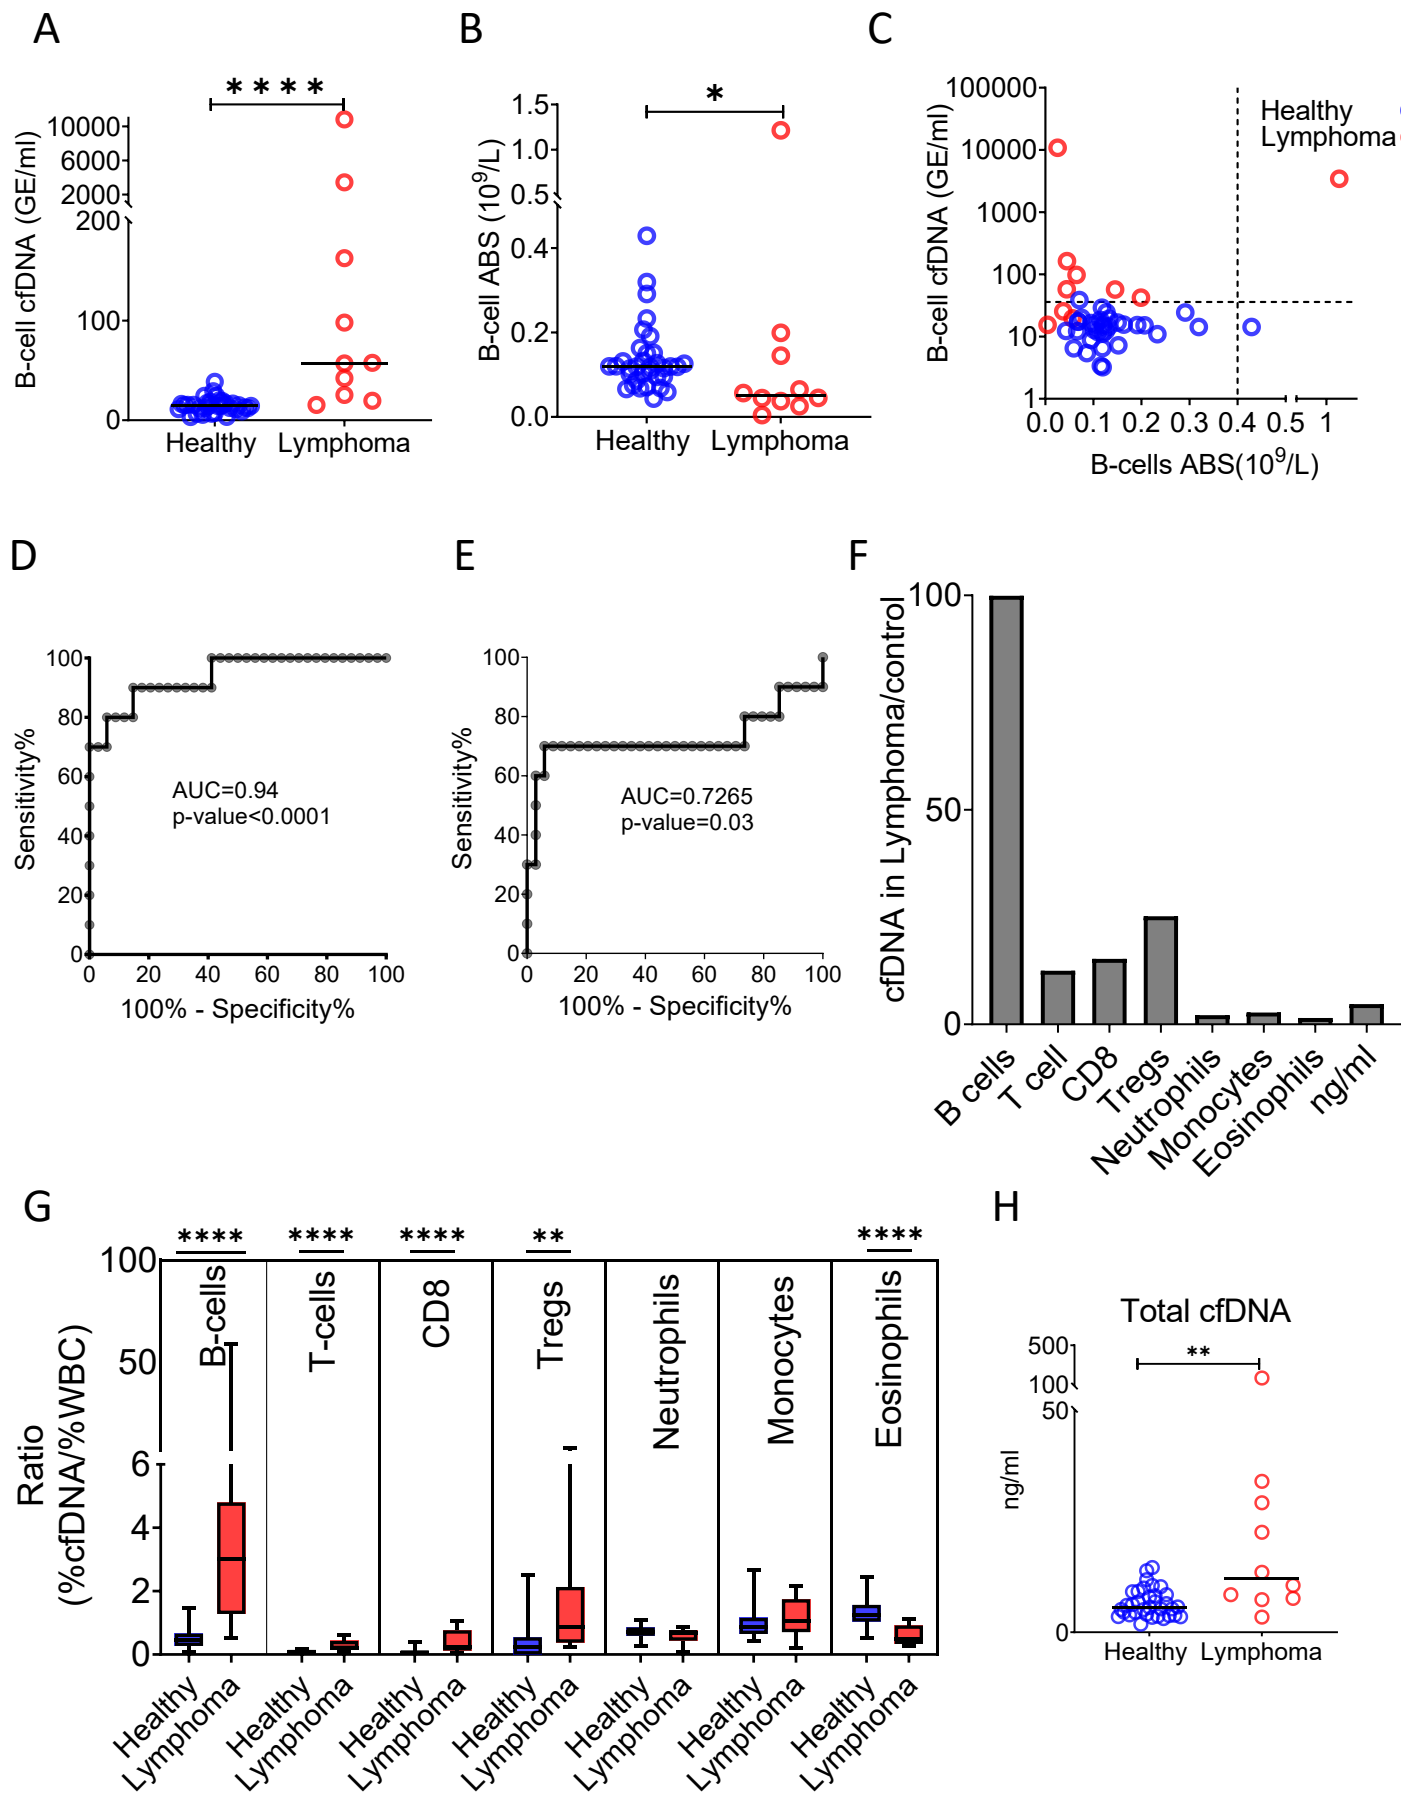 A
B
C
****
B-cell cfDNA (GE/ml)
10000
6000
2000
200
100
0
Healthy
Lymphoma
*
B-cell ABS (10⁹/L)
1.5
1.0
0.5
0.4
0.2
0.0
Healthy
Lymphoma
B-cell cfDNA (GE/ml)
100000
10000
1000
100
10
1
0.0 0.1 0.2 0.3 0.4 0.5 1
B-cells ABS(10⁹/L)
Healthy
Lymphoma
D
E
F
Sensitivity%
100
80
60
40
20
0
AUC=0.94
p-value<0.0001
0 20 40 60 80 100
100% - Specificity%
Sensitivity%
100
80
60
40
20
0
AUC=0.7265
p-value=0.03
0 20 40 60 80 100
100% - Specificity%
cfDNA in Lymphoma/control
100
50
0
B cells
T cell
CD8
Tregs
Neutrophils
Monocytes
Eosinophils
ng/ml
G
H
**** **** **** ** ****
Ratio
(%cfDNA/%WBC)
100
50
6
4
2
0
B-cells
T-cells
CD8
Tregs
Neutrophils
Monocytes
Eosinophils
Healthy
Lymphoma
Healthy
Lymphoma
Healthy
Lymphoma
Healthy
Lymphoma
Healthy
Lymphoma
Healthy
Lymphoma
Healthy
Lymphoma
Total cfDNA
**
ng/ml
500
100
50
0
Healthy
Lymphoma